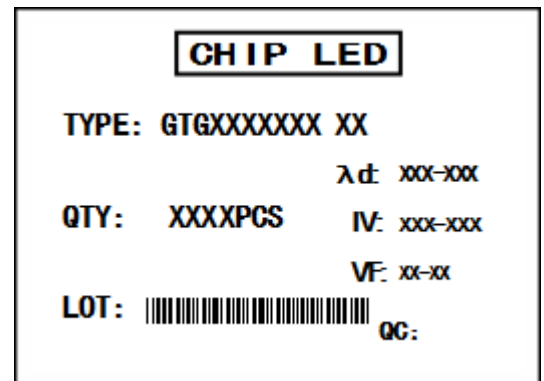 CHIP LED
TYPE: GTGXXXXXXX XX
λd: XXX-XXX
QTY: XXXXPCS IV: XXX-XXX
VF: XX-XX
LOT:
QC: